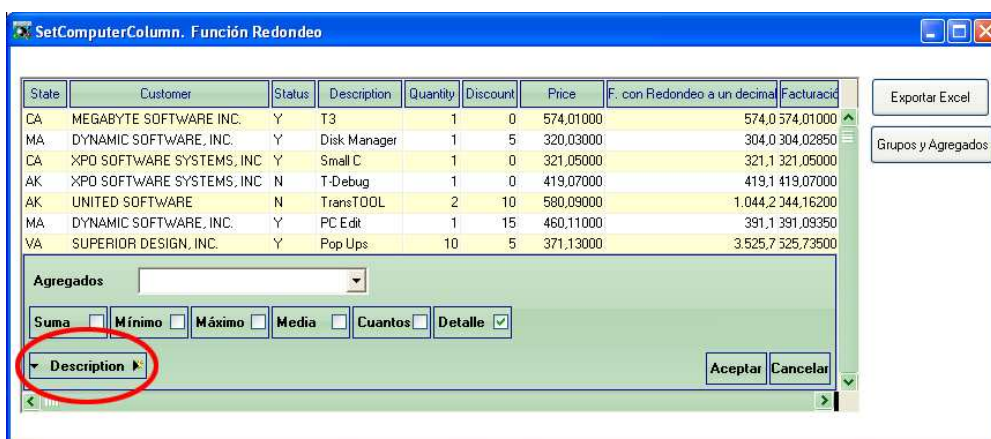 SetComputerColumn. Función Redondeo
State Customer Status Description Quantity Discount Price F. con Redondeo a un decimal Facturació
CA MEGABYTE SOFTWARE INC. Y T3 1 0 574,01000 574,0 574,01000
MA DYNAMIC SOFTWARE, INC. Y Disk Manager 1 5 320,03000 304,0 304,02850
CA XPO SOFTWARE SYSTEMS, INC Y Small C 1 0 321,05000 321,1 321,05000
AK XPO SOFTWARE SYSTEMS, INC N T-Debug 1 0 419,07000 419,1 419,07000
AK UNITED SOFTWARE N TransTOOL 2 10 580,09000 1.044,2 044,16200
MA DYNAMIC SOFTWARE, INC. Y PC Edit 1 15 460,11000 391,1 391,09350
VA SUPERIOR DESIGN, INC. Y Pop Ups 10 5 371,13000 3.525,7 525,73500
Exportar Excel
Grupos y Agregados
Agregados
Suma Mínimo Máximo Media Cuantos Detalle
Description
Aceptar Cancelar